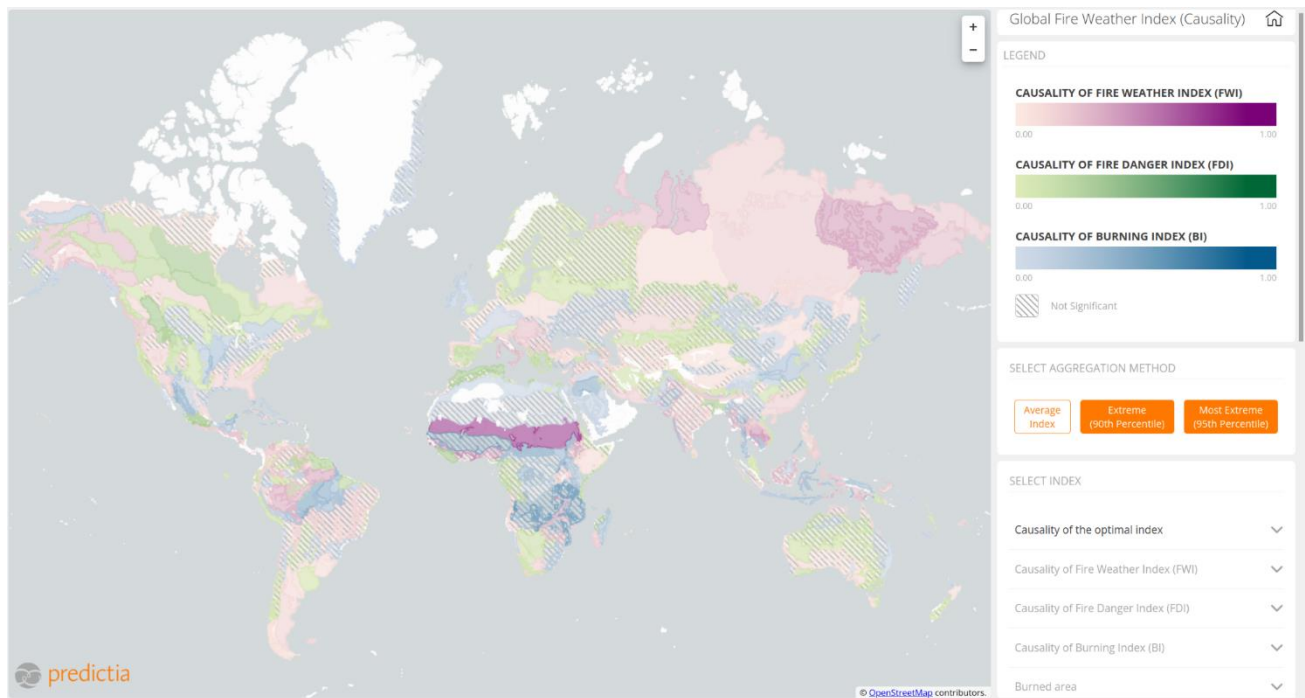 Global Fire Weather Index (Causality)
+
−
LEGEND
CAUSALITY OF FIRE WEATHER INDEX (FWI)
0.00 1.00
CAUSALITY OF FIRE DANGER INDEX (FDI)
0.00 1.00
CAUSALITY OF BURNING INDEX (BI)
0.00 1.00
Not Significant
SELECT AGGREGATION METHOD
Average Extreme Most Extreme
Index (90th Percentile) (95th Percentile)
SELECT INDEX
Causality of the optimal index
Causality of Fire Weather Index (FWI)
Causality of Fire Danger Index (FDI)
Causality of Burning Index (BI)
Burned area
predictia
© OpenStreetMap contributors.